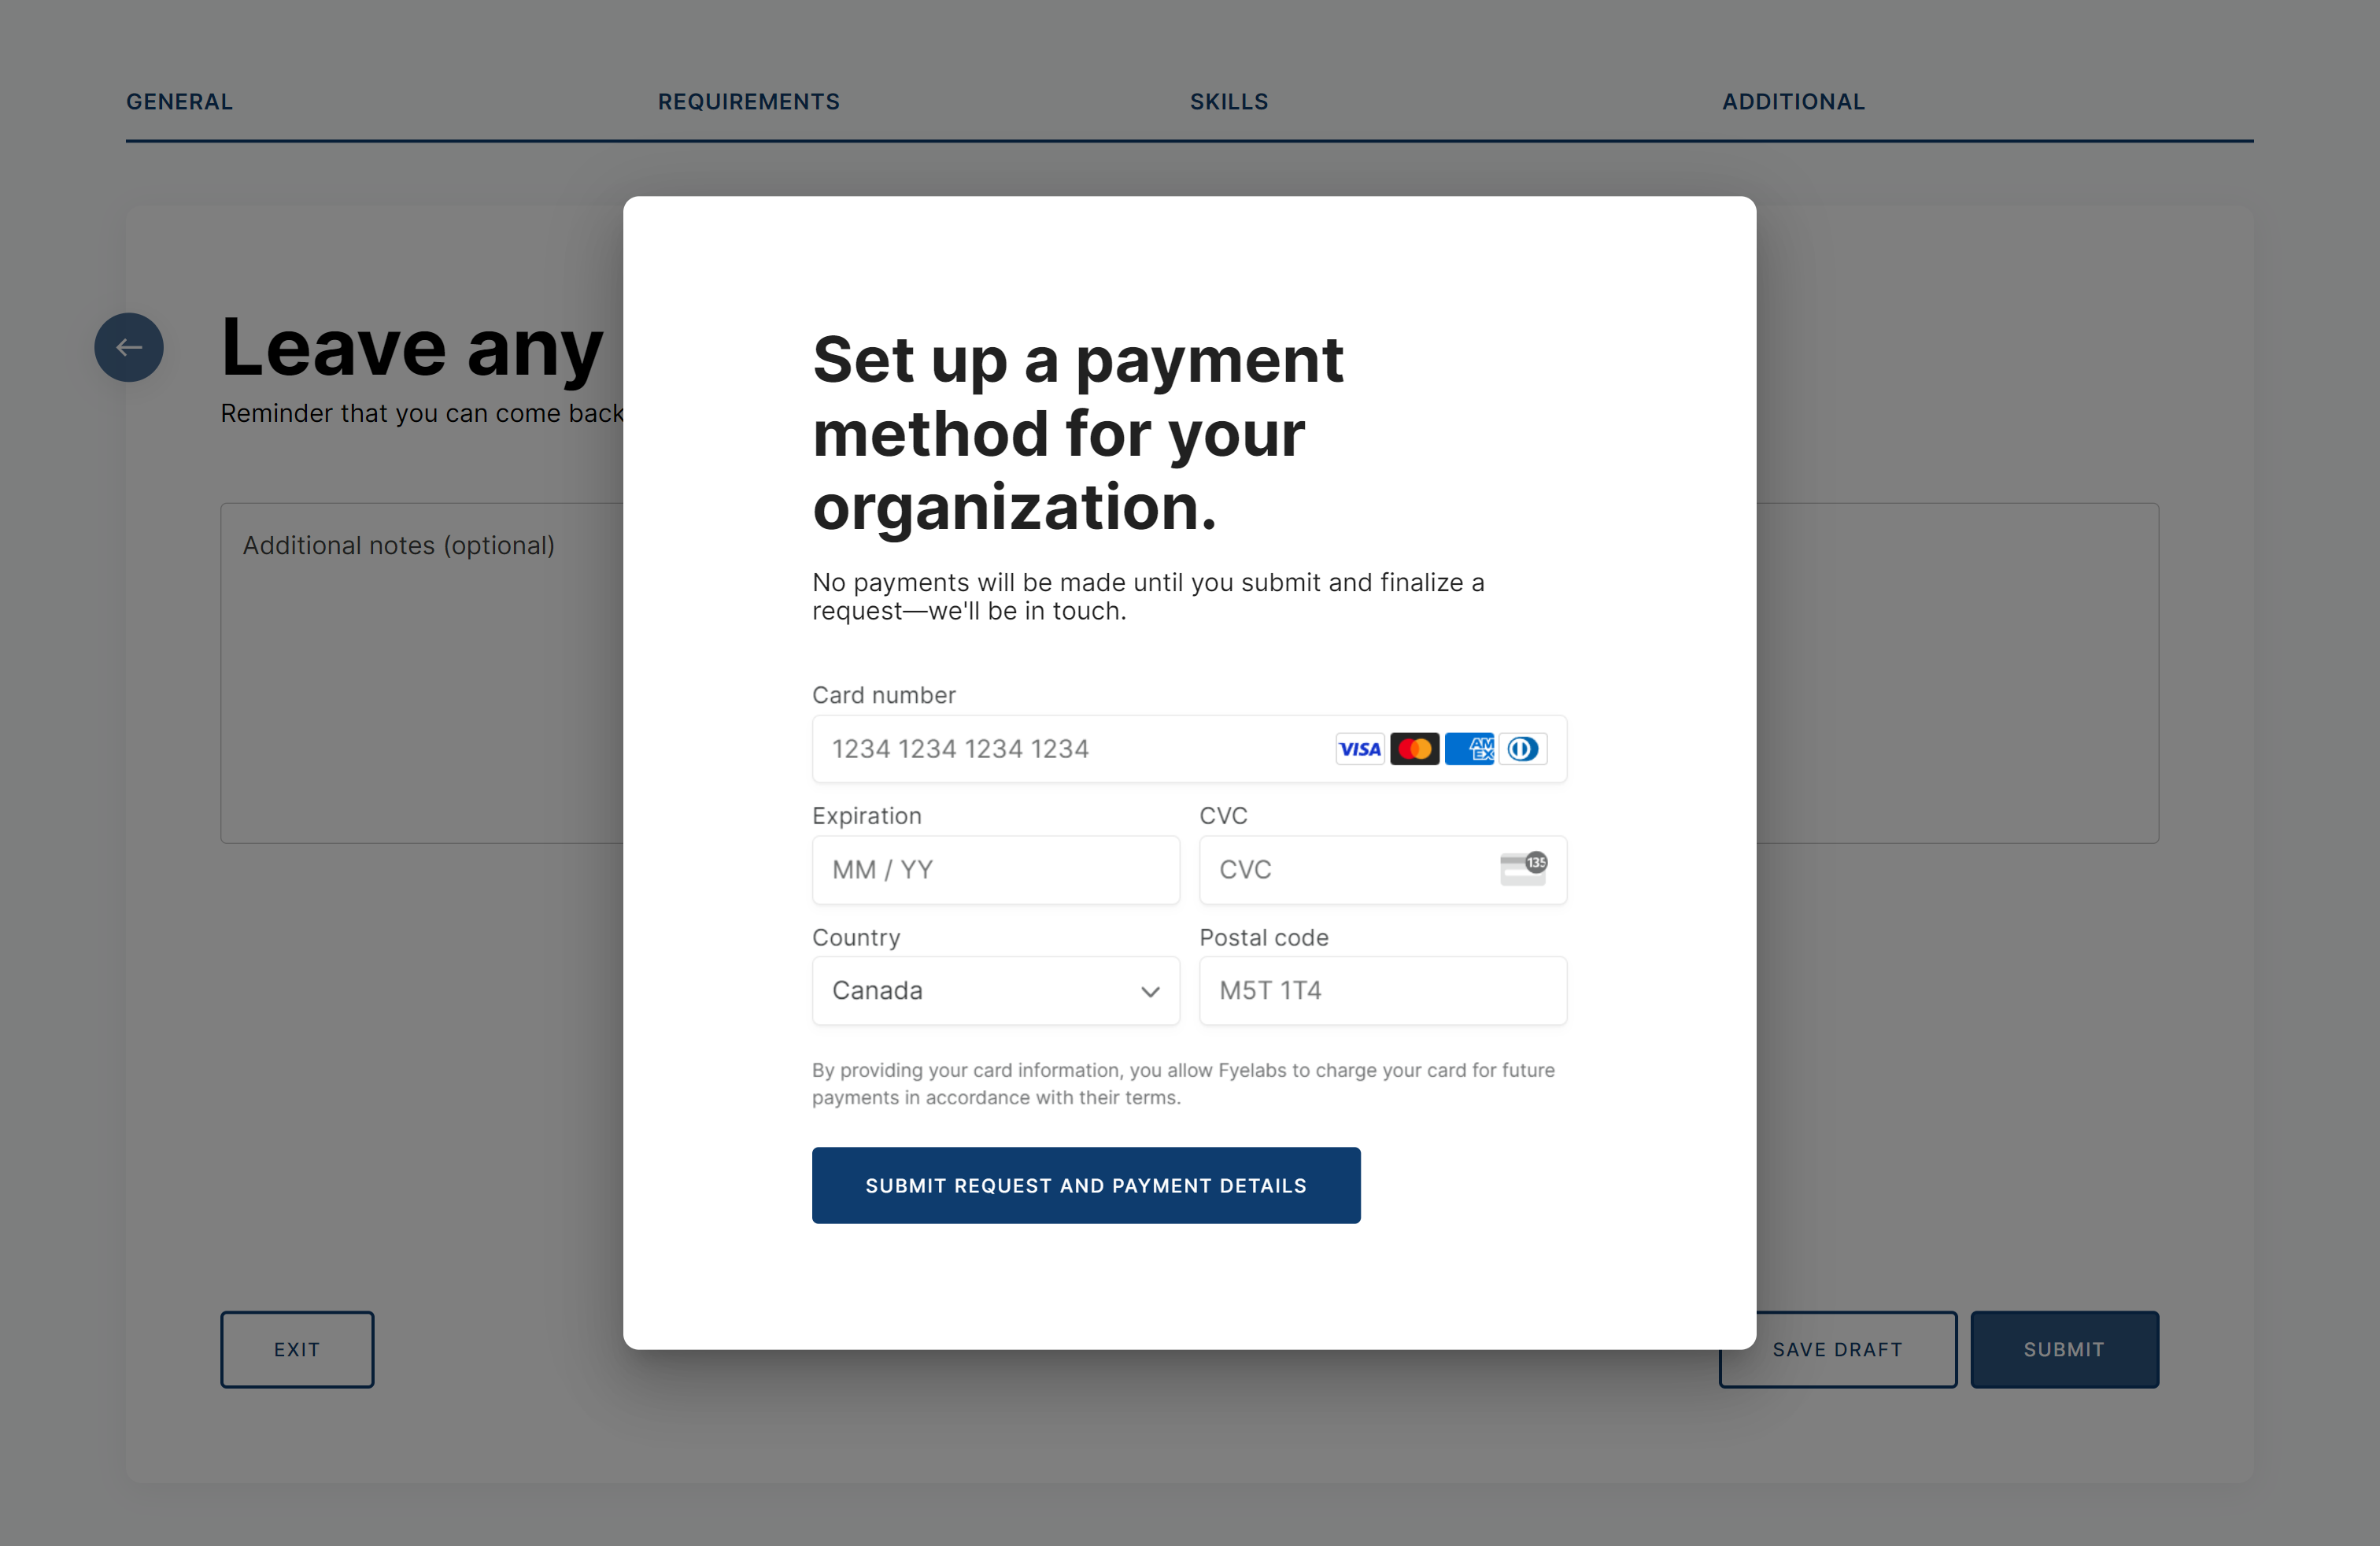 GENERAL
REQUIREMENTS
SKILLS
ADDITIONAL
Leave any
Reminder that you can come back
Additional notes (optional)
Set up a payment
method for your
organization.
No payments will be made until you submit and finalize a
request—we'll be in touch.
Card number
1234 1234 1234 1234
VISA
AM
EX
Expiration
CVC
MM / YY
CVC
135
Country
Postal code
Canada
M5T 1T4
By providing your card information, you allow Fyelabs to charge your card for future
payments in accordance with their terms.
SUBMIT REQUEST AND PAYMENT DETAILS
EXIT
SAVE DRAFT
SUBMIT